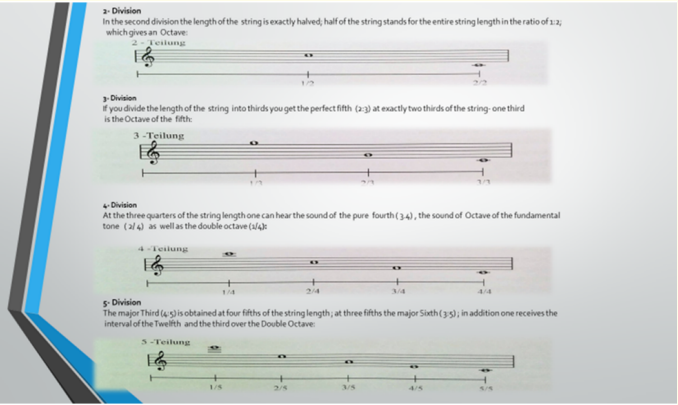 2- Division
In the second division the length of the string is exactly halved; half of the string stands for the entire string length in the ratio of 1:2;
which gives an Octave:
2 - Teilung
1/2 2/2
3- Division
If you divide the length of the string into thirds you get the perfect fifth (2:3) at exactly two thirds of the string- one third
is the Octave of the fifth:
3 -Teilung
1/3 2/3 3/3
4- Division
At the three quarters of the string length one can hear the sound of the pure fourth ( 3:4) , the sound of Octave of the fundamental
tone ( 2/ 4) as well as the double octave (1/4):
4 -Teilung
1/4 2/4 3/4 4/4
5- Division
The major Third (4:5) is obtained at four fifths of the string length; at three fifths the major Sixth ( 3:5) ; in addition one receives the
interval of the Twelfth and the third over the Double Octave:
5 -Teilung
1/5 2/5 3/5 4/5 5/5